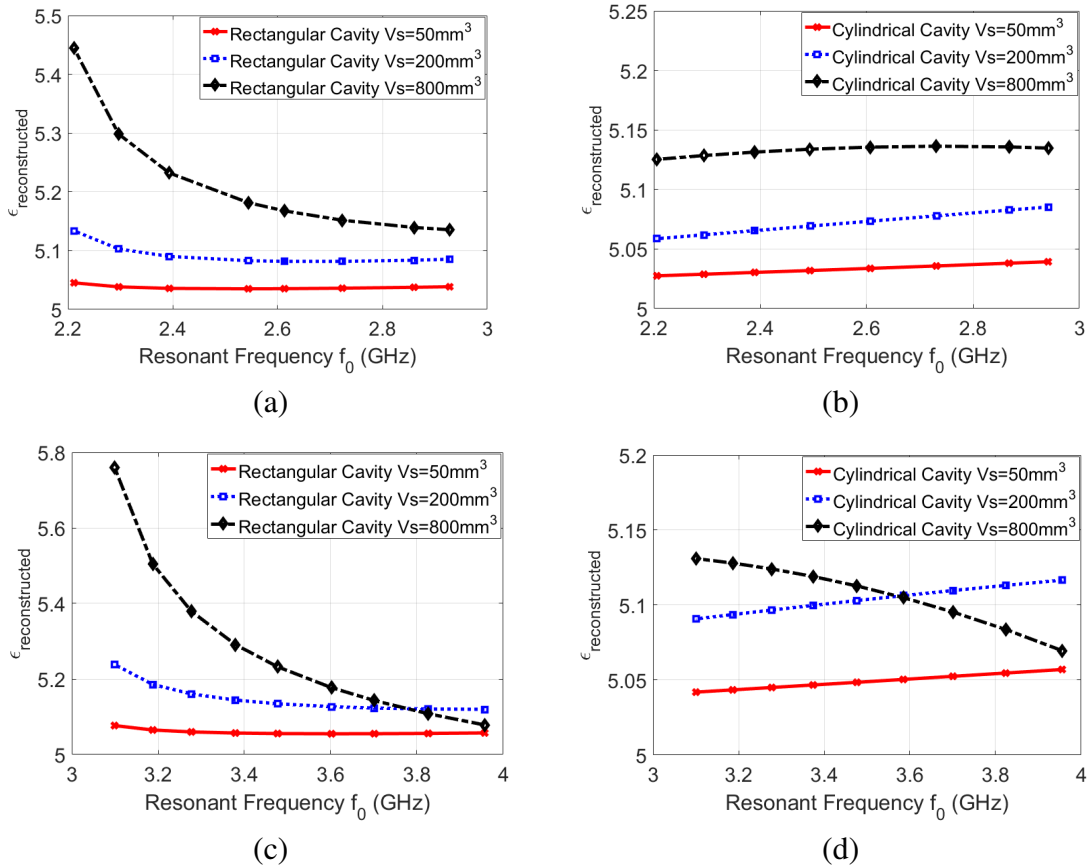 5.5
5.4
5.3
5.2
5.1
5
ϵreconstructed
Rectangular Cavity Vs=50mm³
Rectangular Cavity Vs=200mm³
Rectangular Cavity Vs=800mm³
2.2 2.4 2.6 2.8 3
Resonant Frequency f₀ (GHz)
(a)
5.25
5.2
5.15
5.1
5.05
5
ϵreconstructed
Cylindrical Cavity Vs=50mm³
Cylindrical Cavity Vs=200mm³
Cylindrical Cavity Vs=800mm³
2.2 2.4 2.6 2.8 3
Resonant Frequency f₀ (GHz)
(b)
5.8
5.6
5.4
5.2
5
ϵreconstructed
Rectangular Cavity Vs=50mm³
Rectangular Cavity Vs=200mm³
Rectangular Cavity Vs=800mm³
3 3.2 3.4 3.6 3.8 4
Resonant Frequency f₀ (GHz)
(c)
5.2
5.15
5.1
5.05
5
ϵreconstructed
Cylindrical Cavity Vs=50mm³
Cylindrical Cavity Vs=200mm³
Cylindrical Cavity Vs=800mm³
3 3.2 3.4 3.6 3.8 4
Resonant Frequency f₀ (GHz)
(d)